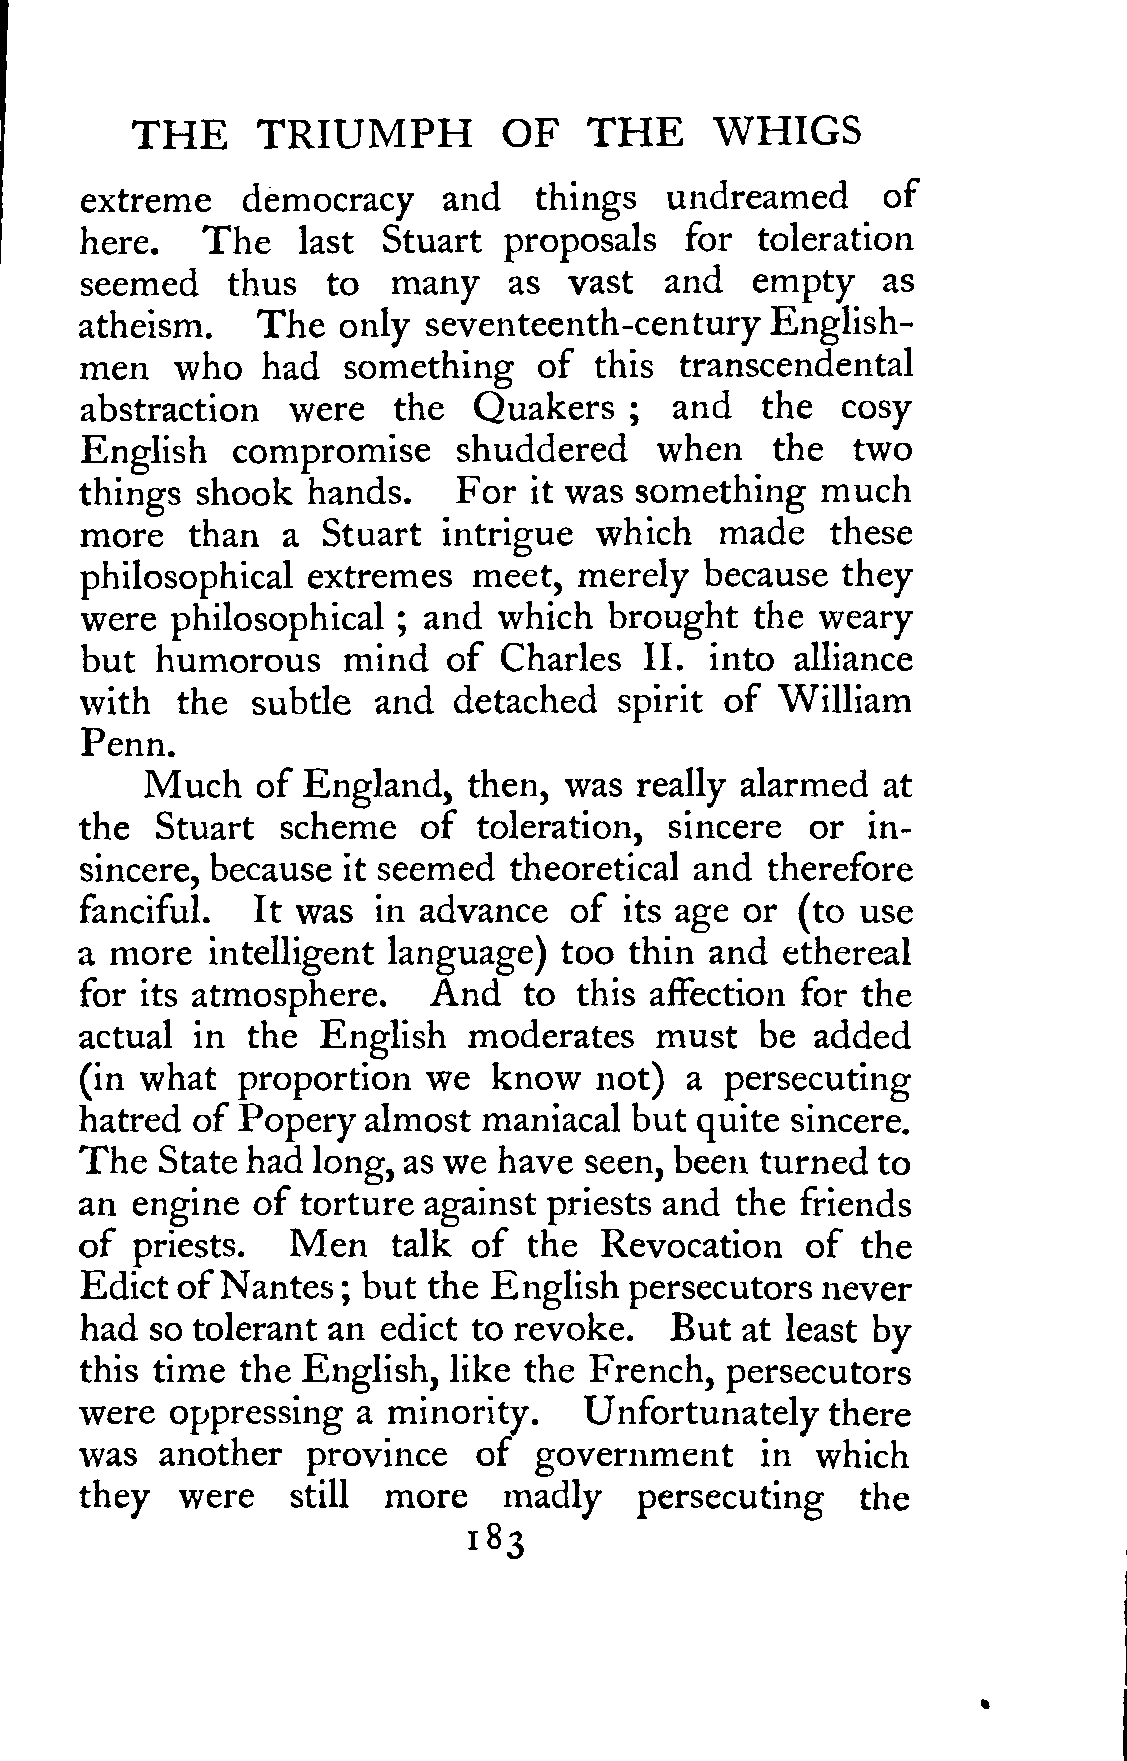 THE TRIUMPH OF THE WHIGS
extreme democracy and things undreamed of
here. The last Stuart proposals for toleration
seemed thus to many as vast and empty as
atheism. The only seventeenth-century English-
men who had something of this transcendental
abstraction were the Quakers ; and the cosy
English compromise shuddered when the two
things shook hands. For it was something much
more than a Stuart intrigue which made these
philosophical extremes meet, merely because they
were philosophical ; and which brought the weary
but humorous mind of Charles II. into alliance
with the subtle and detached spirit of William
Penn.
Much of England, then, was really alarmed at
the Stuart scheme of toleration, sincere or in-
sincere, because it seemed theoretical and therefore
fanciful. It was in advance of its age or (to use
a more intelligent language) too thin and ethereal
for its atmosphere. And to this affection for the
actual in the English moderates must be added
(in what proportion we know not) a persecuting
hatred of Popery almost maniacal but quite sincere.
The State had long, as we have seen, been turned to
an engine of torture against priests and the friends
of priests. Men talk of the Revocation of the
Edict of Nantes ; but the English persecutors never
had so tolerant an edict to revoke. But at least by
this time the English, like the French, persecutors
were oppressing a minority. Unfortunately there
was another province of government in which
they were still more madly persecuting the
183